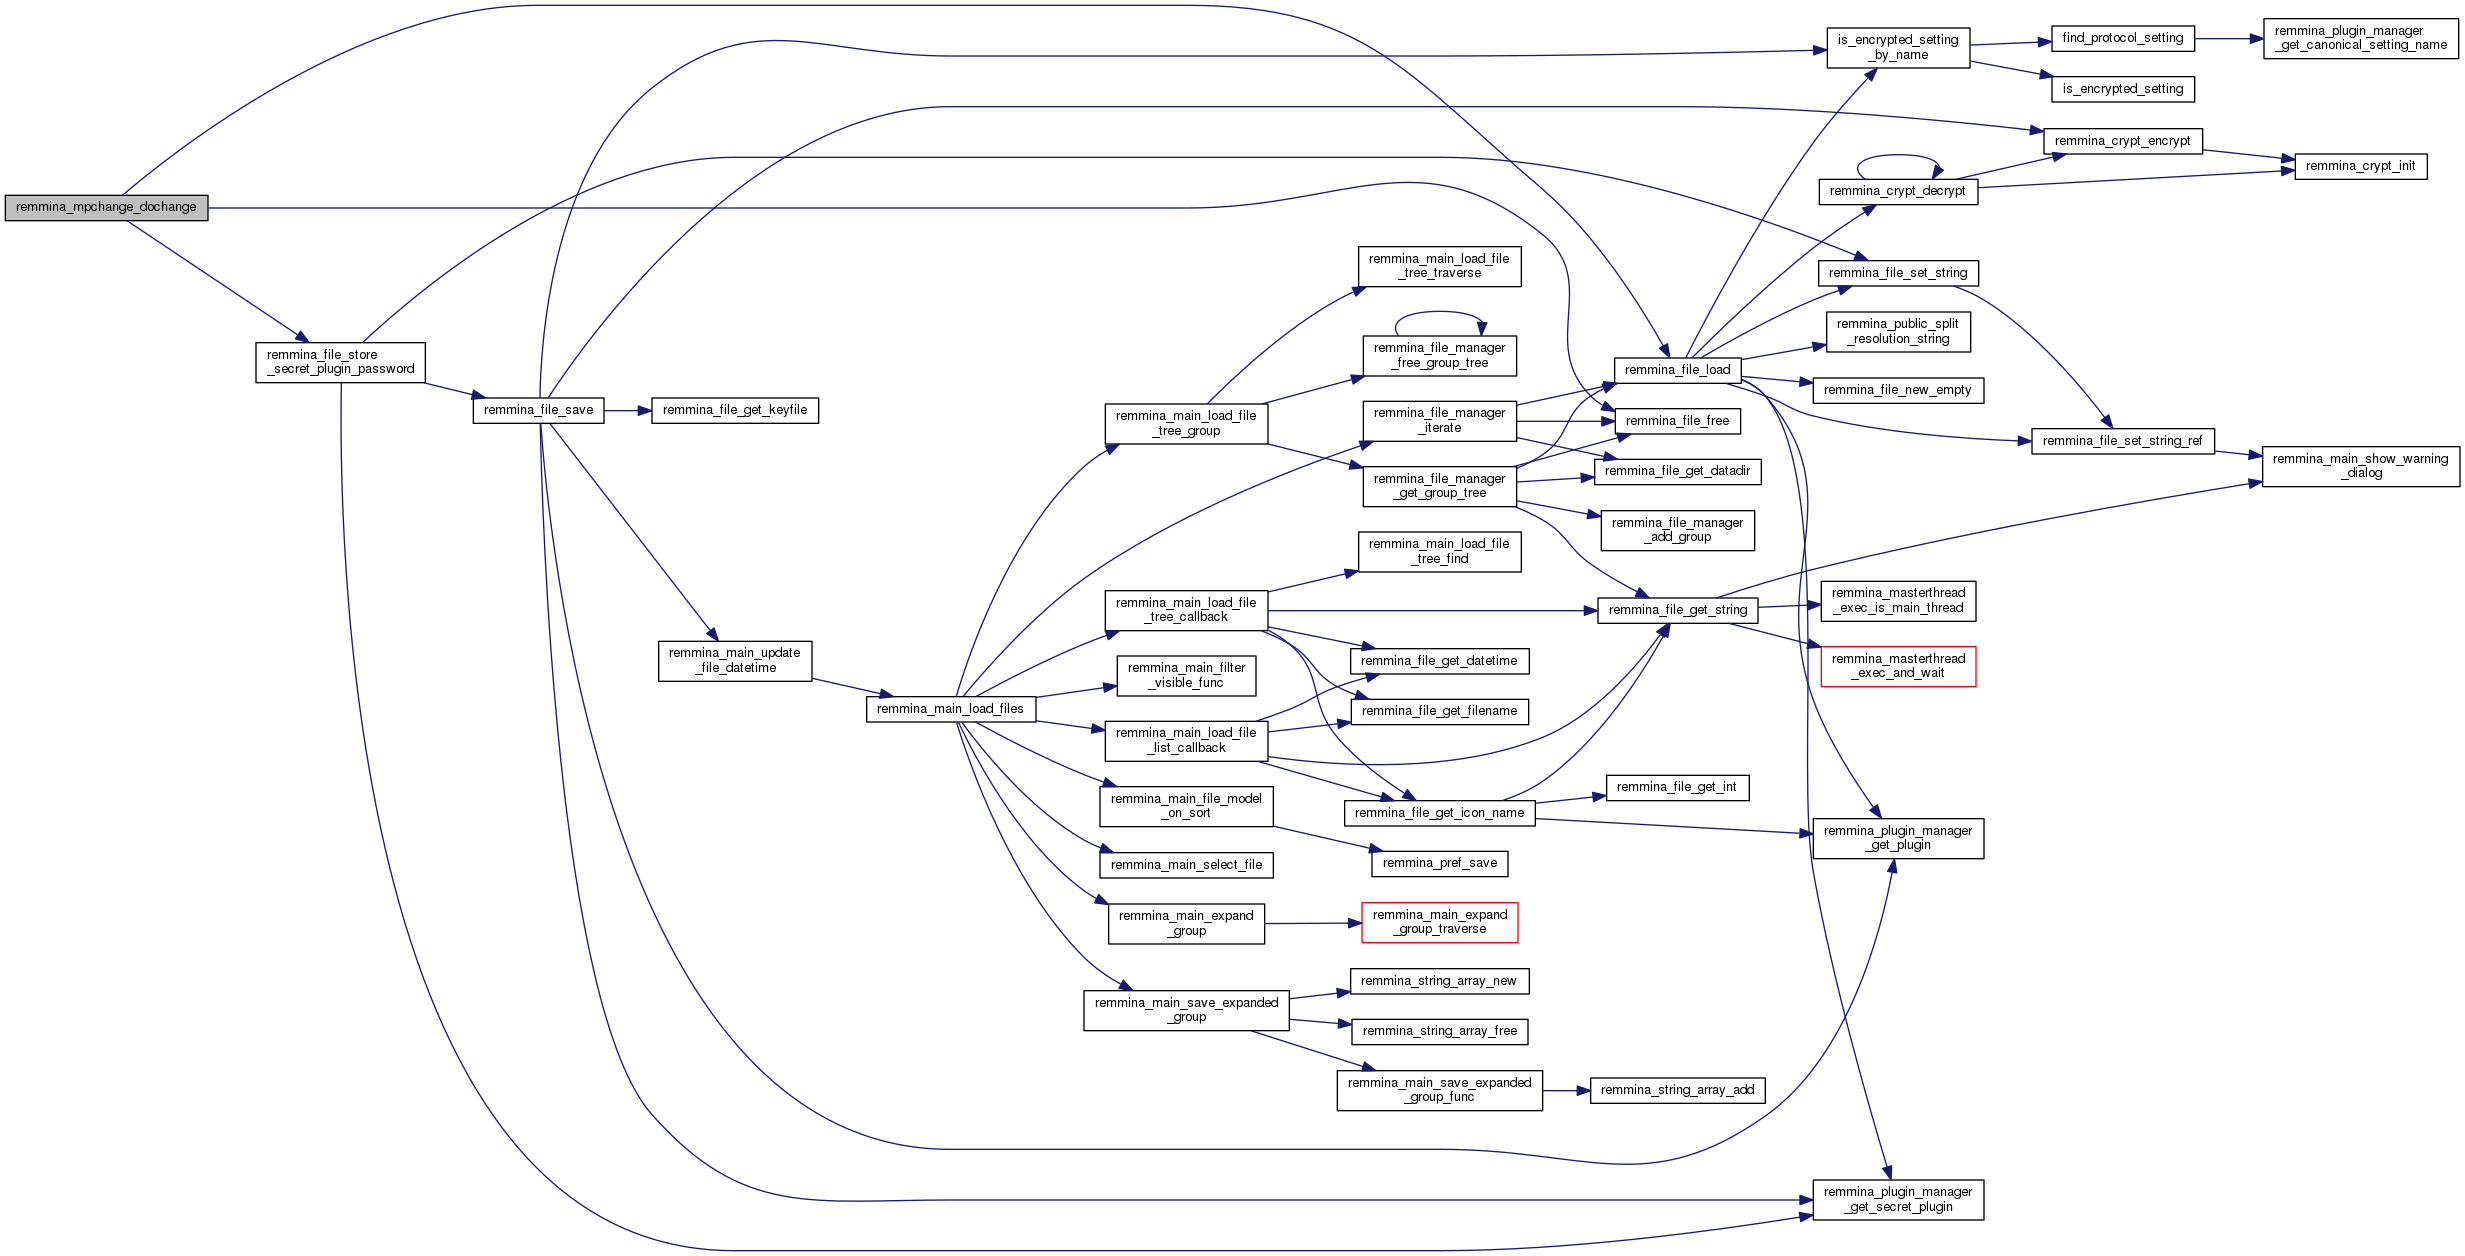 remmina_mpchange_dochange
remmina_file_store
_secret_plugin_password
remmina_file_save
remmina_file_get_keyfile
remmina_main_update
_file_datetime
remmina_main_load_files
remmina_main_load_file
_tree_group
remmina_main_load_file
_tree_callback
remmina_main_filter
_visible_func
remmina_main_load_file
_list_callback
remmina_main_file_model
_on_sort
remmina_main_select_file
remmina_main_expand
_group
remmina_main_save_expanded
_group
remmina_main_load_file
_tree_traverse
remmina_file_manager
_free_group_tree
remmina_file_manager
_iterate
remmina_file_manager
_get_group_tree
remmina_main_load_file
_tree_find
remmina_file_get_datetime
remmina_file_get_filename
remmina_file_get_icon_name
remmina_pref_save
remmina_main_expand
_group_traverse
remmina_string_array_new
remmina_string_array_free
remmina_main_save_expanded
_group_func
remmina_file_load
remmina_file_free
remmina_file_get_datadir
remmina_file_manager
_add_group
remmina_file_get_string
remmina_file_get_int
remmina_string_array_add
is_encrypted_setting
_by_name
remmina_crypt_decrypt
remmina_file_set_string
remmina_public_split
_resolution_string
remmina_file_new_empty
remmina_masterthread
_exec_is_main_thread
remmina_masterthread
_exec_and_wait
remmina_plugin_manager
_get_plugin
remmina_plugin_manager
_get_secret_plugin
find_protocol_setting
is_encrypted_setting
remmina_crypt_encrypt
remmina_file_set_string_ref
remmina_plugin_manager
_get_canonical_setting_name
remmina_crypt_init
remmina_main_show_warning
_dialog